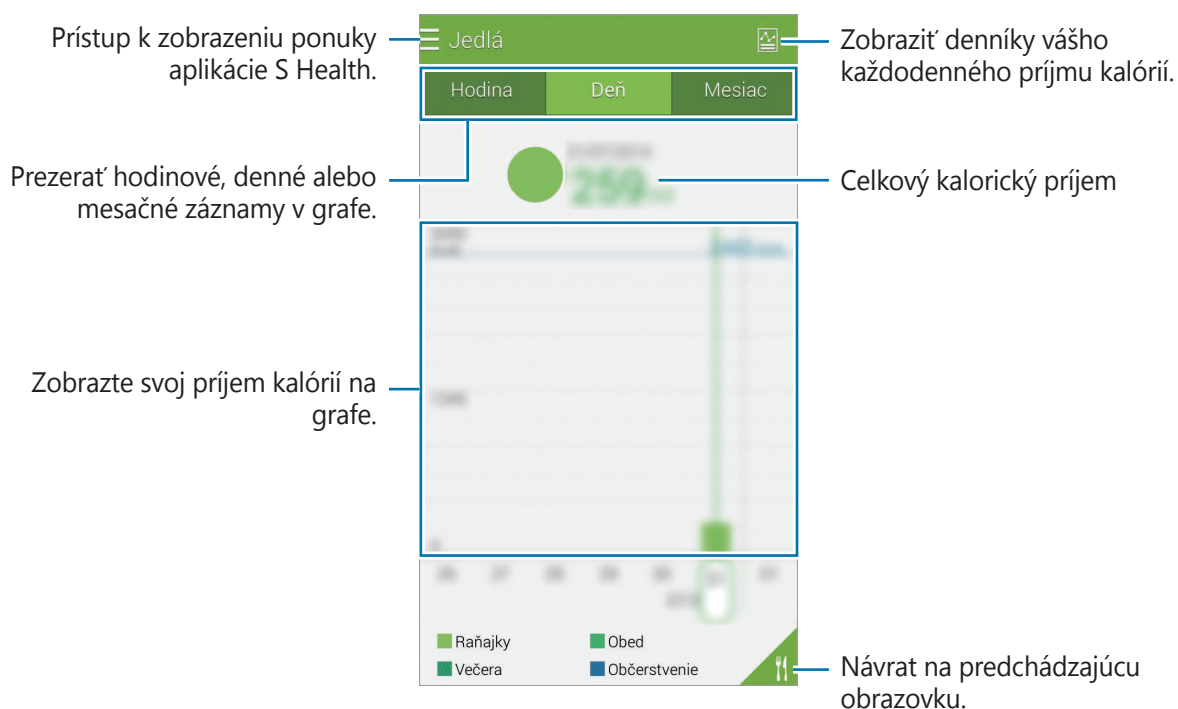 Prístup k zobrazeniu ponuky
aplikácie S Health.
Jedlá
Zobraziť denníky vášho
každodenného príjmu kalórií.
Hodina
Deň
Mesiac
Prezerať hodinové, denné alebo
mesačné záznamy v grafe.
259
Celkový kalorický príjem
Zobrazte svoj príjem kalórií na
grafe.
Raňajky
Obed
Večera
Občerstvenie
Návrat na predchádzajúcu
obrazovku.